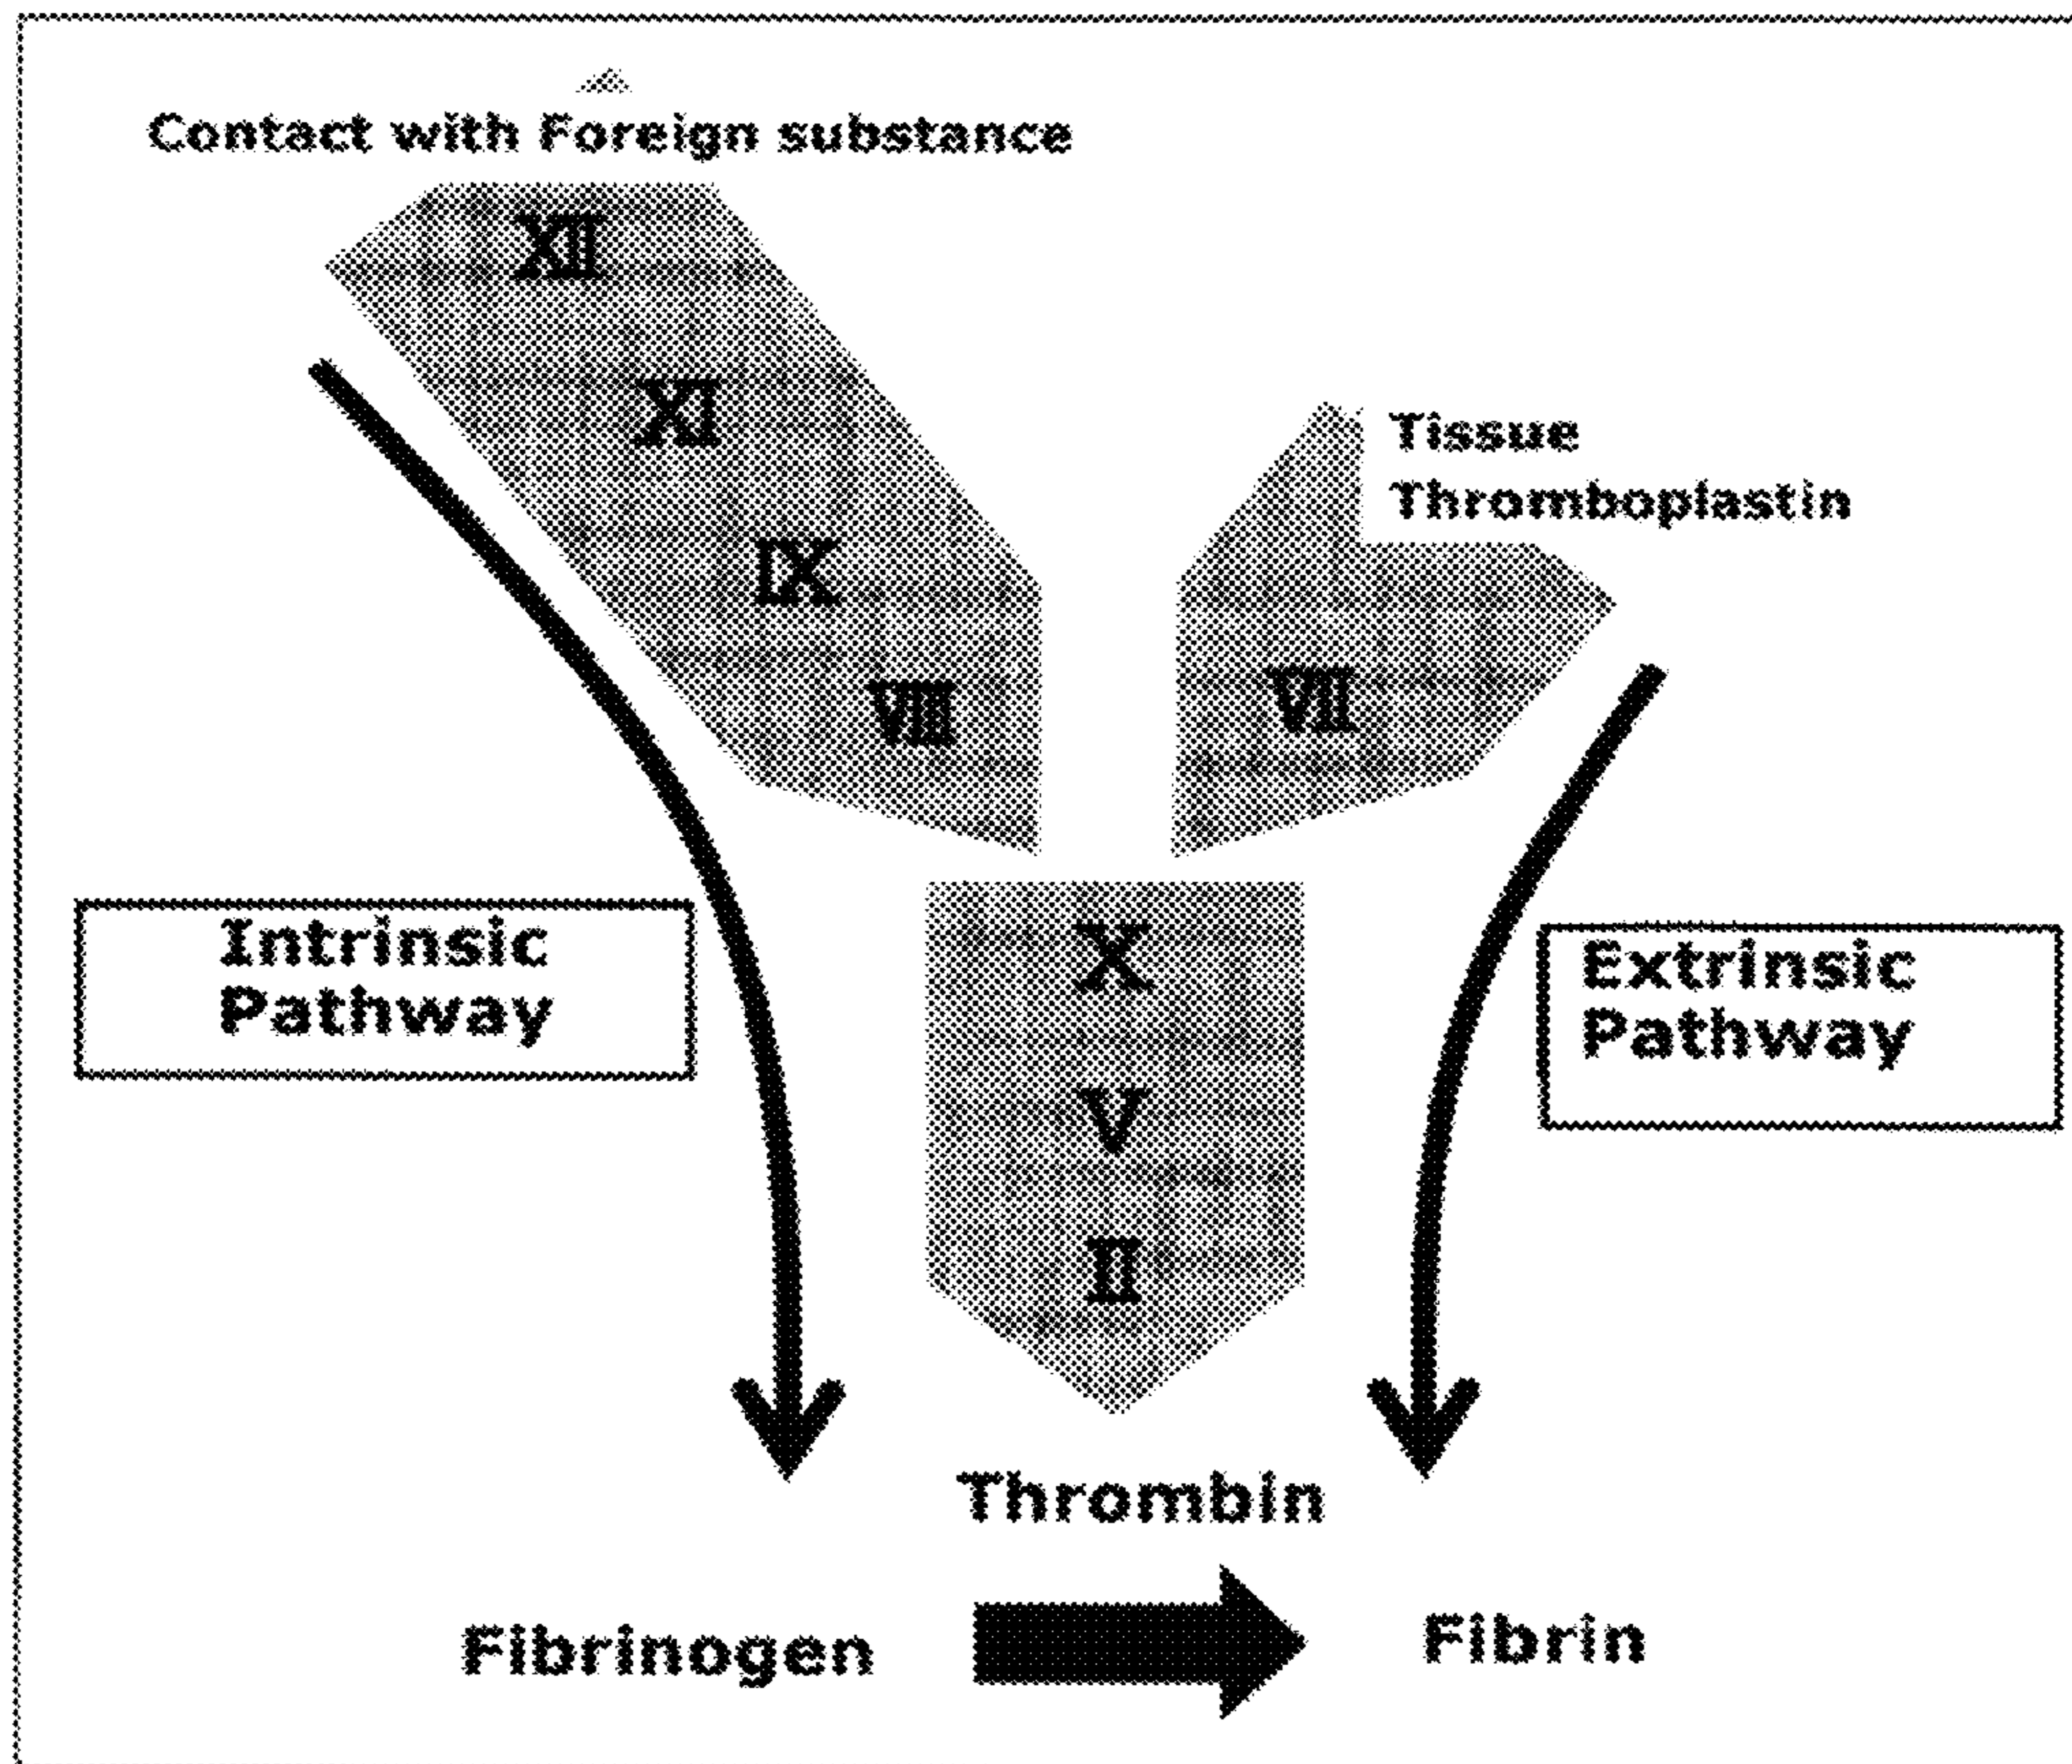 Contact with Foreign substance
XII
XI
IX
VIII
Tissue
Thromboplastin
VII
Intrinsic
Pathway
X
V
II
Extrinsic
Pathway
Thrombin
Fibrinogen
Fibrin